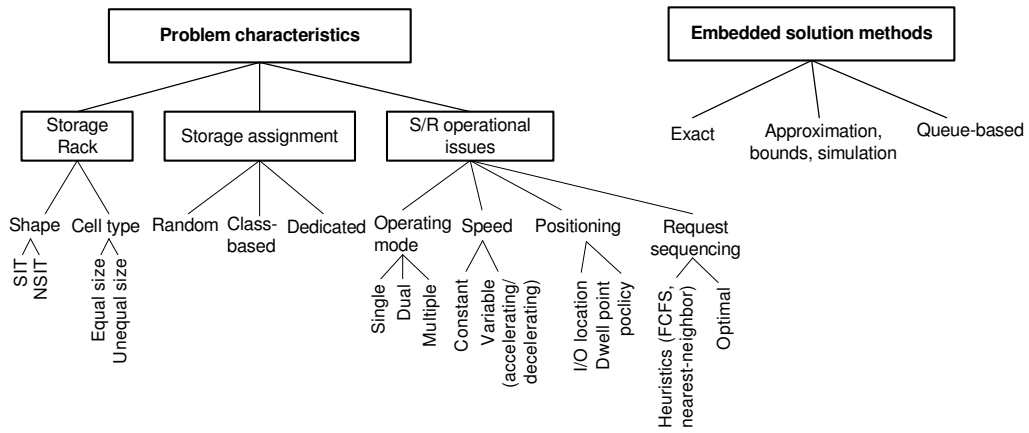 Problem characteristics
Embedded solution methods
Storage
Rack
Storage assignment
S/R operational
issues
Exact
Approximation,
bounds, simulation
Queue-based
Shape
Cell type
Random
Class-
based
Dedicated
Operating
mode
Speed
Positioning
Request
sequencing
SIT
NSIT
Equal size
Unequal size
Single
Dual
Multiple
Constant
Variable
(accelerating/
decelerating)
I/O location
Dwell point
poclicy
Heuristics (FCFS,
nearest-neighbor)
Optimal